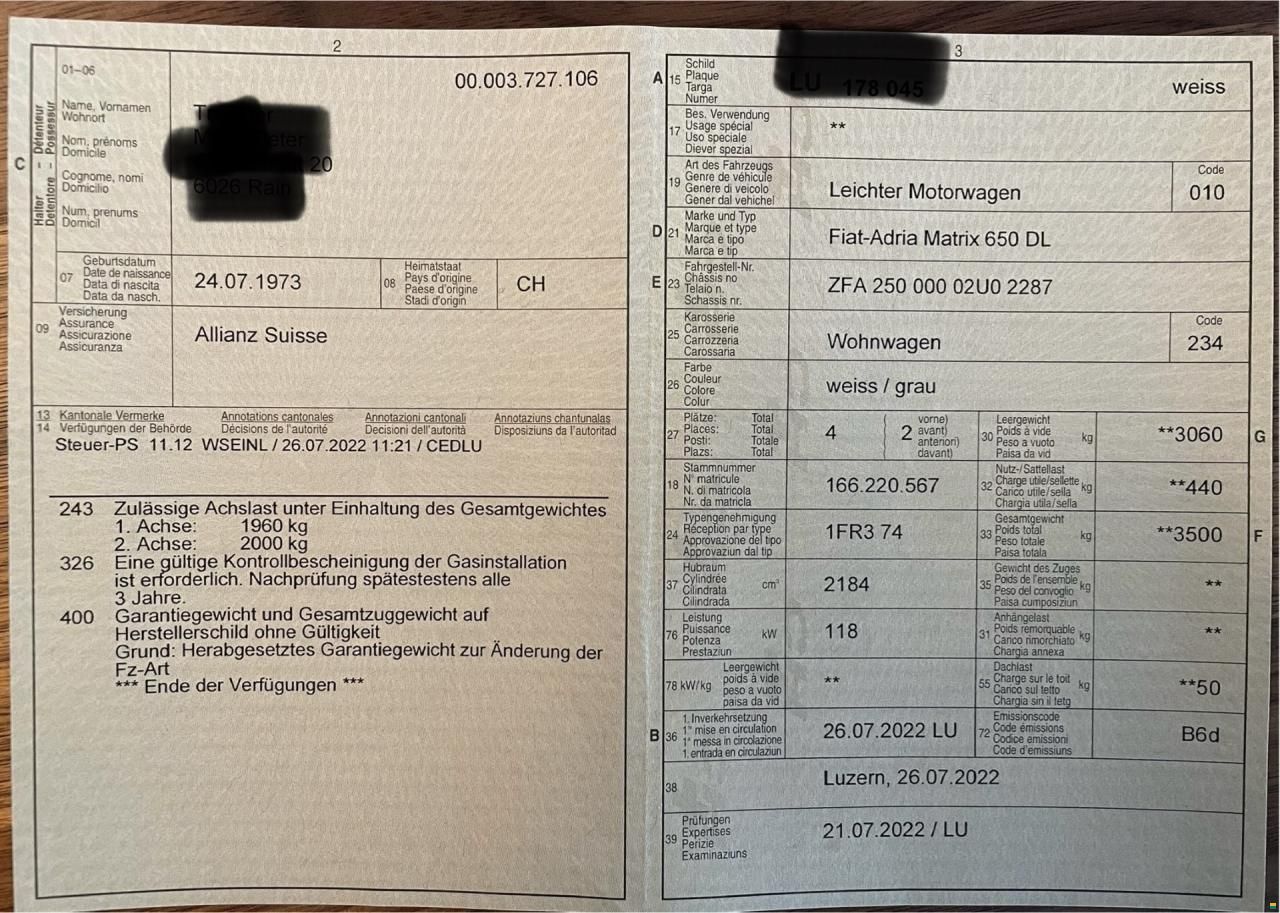 2
01–06
00.003.727.106
C
Halter – Détenteur
Detentore – Possessur
Name, Vornamen
Wohnort
Nom, prénoms
Domicile
Cognome, nomi
Domicilio
Num, prenums
Domicil
20
07
Geburtsdatum
Date de naissance
Data di nascita
Data da nasch.
24.07.1973
08
Heimatstaat
Pays d'origine
Paese d'origine
Stadi d'origin
CH
09
Versicherung
Assurance
Assicurazione
Assicuranza
Allianz Suisse
13 Kantonale Vermerke Annotations cantonales Annotazioni cantonali Annotaziuns chantunalas
14 Verfügungen der Behörde Décisions de l'autorité Decisioni dell'autorità Disposiziuns da l'autoritad
Steuer-PS 11.12 WSEINL / 26.07.2022 11:21 / CEDLU
243 Zulässige Achslast unter Einhaltung des Gesamtgewichtes
1. Achse: 1960 kg
2. Achse: 2000 kg
326 Eine gültige Kontrollbescheinigung der Gasinstallation
ist erforderlich. Nachprüfung spätestestens alle
3 Jahre.
400 Garantiegewicht und Gesamtzuggewicht auf
Herstellerschild ohne Gültigkeit
Grund: Herabgesetztes Garantiegewicht zur Änderung der
Fz-Art
*** Ende der Verfügungen ***
3
A 15
Schild
Plaque
Targa
Numer
weiss
17
Bes. Verwendung
Usage spécial
Uso speciale
Diever spezial
**
19
Art des Fahrzeugs
Genre de véhicule
Genere di veicolo
Gener dal vehichel
Leichter Motorwagen
Code
010
D 21
Marke und Typ
Marque et type
Marca e tipo
Marca e tip
Fiat-Adria Matrix 650 DL
E 23
Fahrgestell-Nr.
Châssis no
Telaio n.
Schassis nr.
ZFA 250 000 02U0 2287
25
Karosserie
Carrosserie
Carrozzeria
Carossaria
Wohnwagen
Code
234
26
Farbe
Couleur
Colore
Colur
weiss / grau
27
Plätze: Total
Places: Total
Posti: Totale
Plazs: Total
4
2
vorne)
avant)
anteriori)
davant)
30
Leergewicht
Poids à vide
Peso a vuoto
Paisa da vid
kg
**3060
G
18
Stammnummer
N° matricule
N. di matricola
Nr. da matricla
166.220.567
32
Nutz-/Sattellast
Charge utile/sellette
Carico utile/sella
Chargia utila/sella
kg
**440
24
Typengenehmigung
Réception par type
Approvazione del tipo
Approvaziun dal tip
1FR3 74
33
Gesamtgewicht
Poids total
Peso totale
Paisa totala
kg
**3500
F
37
Hubraum
Cylindrée
Cilindrata
Cilindrada
cm³
2184
35
Gewicht des Zuges
Poids de l'ensemble
Peso del convoglio
Paisa cumposiziun
kg
**
76
Leistung
Puissance
Potenza
Prestaziun
kW
118
31
Anhängelast
Poids remorquable
Carico rimorchiato
Chargia annexa
kg
**
78 kW/kg
Leergewicht
poids à vide
peso a vuoto
paisa da vid
**
55
Dachlast
Charge sur le toit
Carico sul tetto
Chargia sin il tetg
kg
**50
B 36
1. Inverkehrsetzung
1re mise en circulation
1a messa in circolazione
1. entrada en circulaziun
26.07.2022 LU
72
Emissionscode
Code émissions
Codice emissioni
Code d'emissiuns
B6d
38
Luzern, 26.07.2022
39
Prüfungen
Expertises
Perizie
Examinaziuns
21.07.2022 / LU